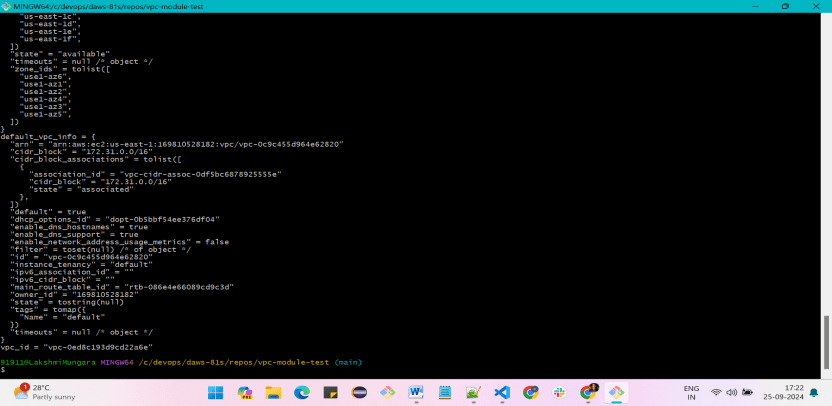 MINGW64:/c/devops/daws-81s/repos/vpc-module-test
"us-east-1c",
"us-east-1d",
"us-east-1e",
"us-east-1f",
])
"state" = "available"
"timeouts" = null /* object */
"zone_ids" = tolist([
"use1-az6",
"use1-az1",
"use1-az2",
"use1-az4",
"use1-az3",
"use1-az5",
])
}
default_vpc_info = {
"arn" = "arn:aws:ec2:us-east-1:169810528182:vpc/vpc-0c9c455d964e62820"
"cidr_block" = "172.31.0.0/16"
"cidr_block_associations" = tolist([
{
"association_id" = "vpc-cidr-assoc-0df5bc6878925555e"
"cidr_block" = "172.31.0.0/16"
"state" = "associated"
},
])
"default" = true
"dhcp_options_id" = "dopt-0b5bbf54ee376df04"
"enable_dns_hostnames" = true
"enable_dns_support" = true
"enable_network_address_usage_metrics" = false
"filter" = toset(null) /* of object */
"id" = "vpc-0c9c455d964e62820"
"instance_tenancy" = "default"
"ipv6_association_id" = ""
"ipv6_cidr_block" = ""
"main_route_table_id" = "rtb-086e4e66089cd9c3d"
"owner_id" = "169810528182"
"state" = tostring(null)
"tags" = tomap({
"Name" = "default"
})
"timeouts" = null /* object */
}
vpc_id = "vpc-0ed8c193d9cd22a6e"
91911@LakshmiMungara MINGW64 /c/devops/daws-81s/repos/vpc-module-test (main)
$
1
28°C
Partly sunny
PRE
ENG
IN
17:22
25-09-2024